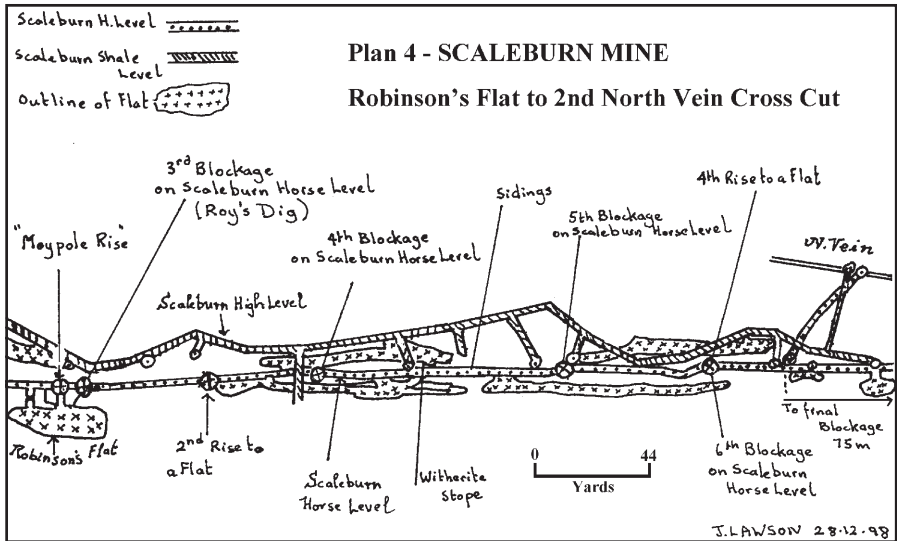 Scaleburn H. Level
Scaleburn Shale
Level
Outline of Flat
Plan 4 - SCALEBURN MINE
Robinson's Flat to 2nd North Vein Cross Cut
3rd Blockage
on Scaleburn Horse Level
(Roy's Dig)
"Maypole Rise"
4th Blockage
on Scaleburn Horse Level
Sidings
5th Blockage
on Scaleburn Horse Level
4th Rise to a Flat
N. Vein
Scaleburn High Level
Robinson's Flat
2nd Rise to
a Flat
Scaleburn
Horse Level
Witherite
Stope
0 44
Yards
6th Blockage
on Scaleburn
Horse Level
To final
Blockage
75m
J. LAWSON 28.12.98